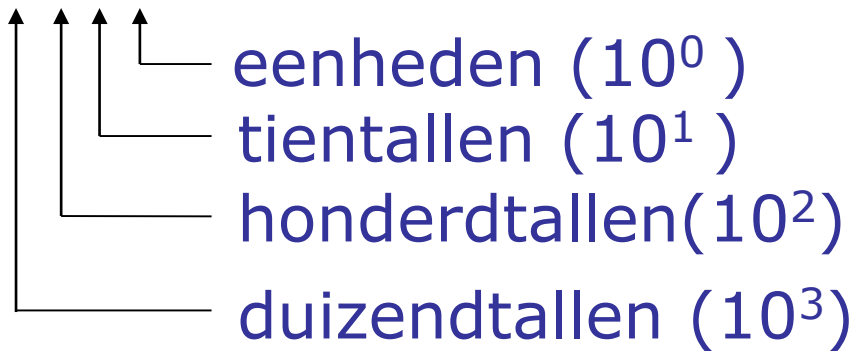 eenheden (10⁰ )
tientallen (10¹ )
honderdtallen(10²)
duizendtallen (10³)